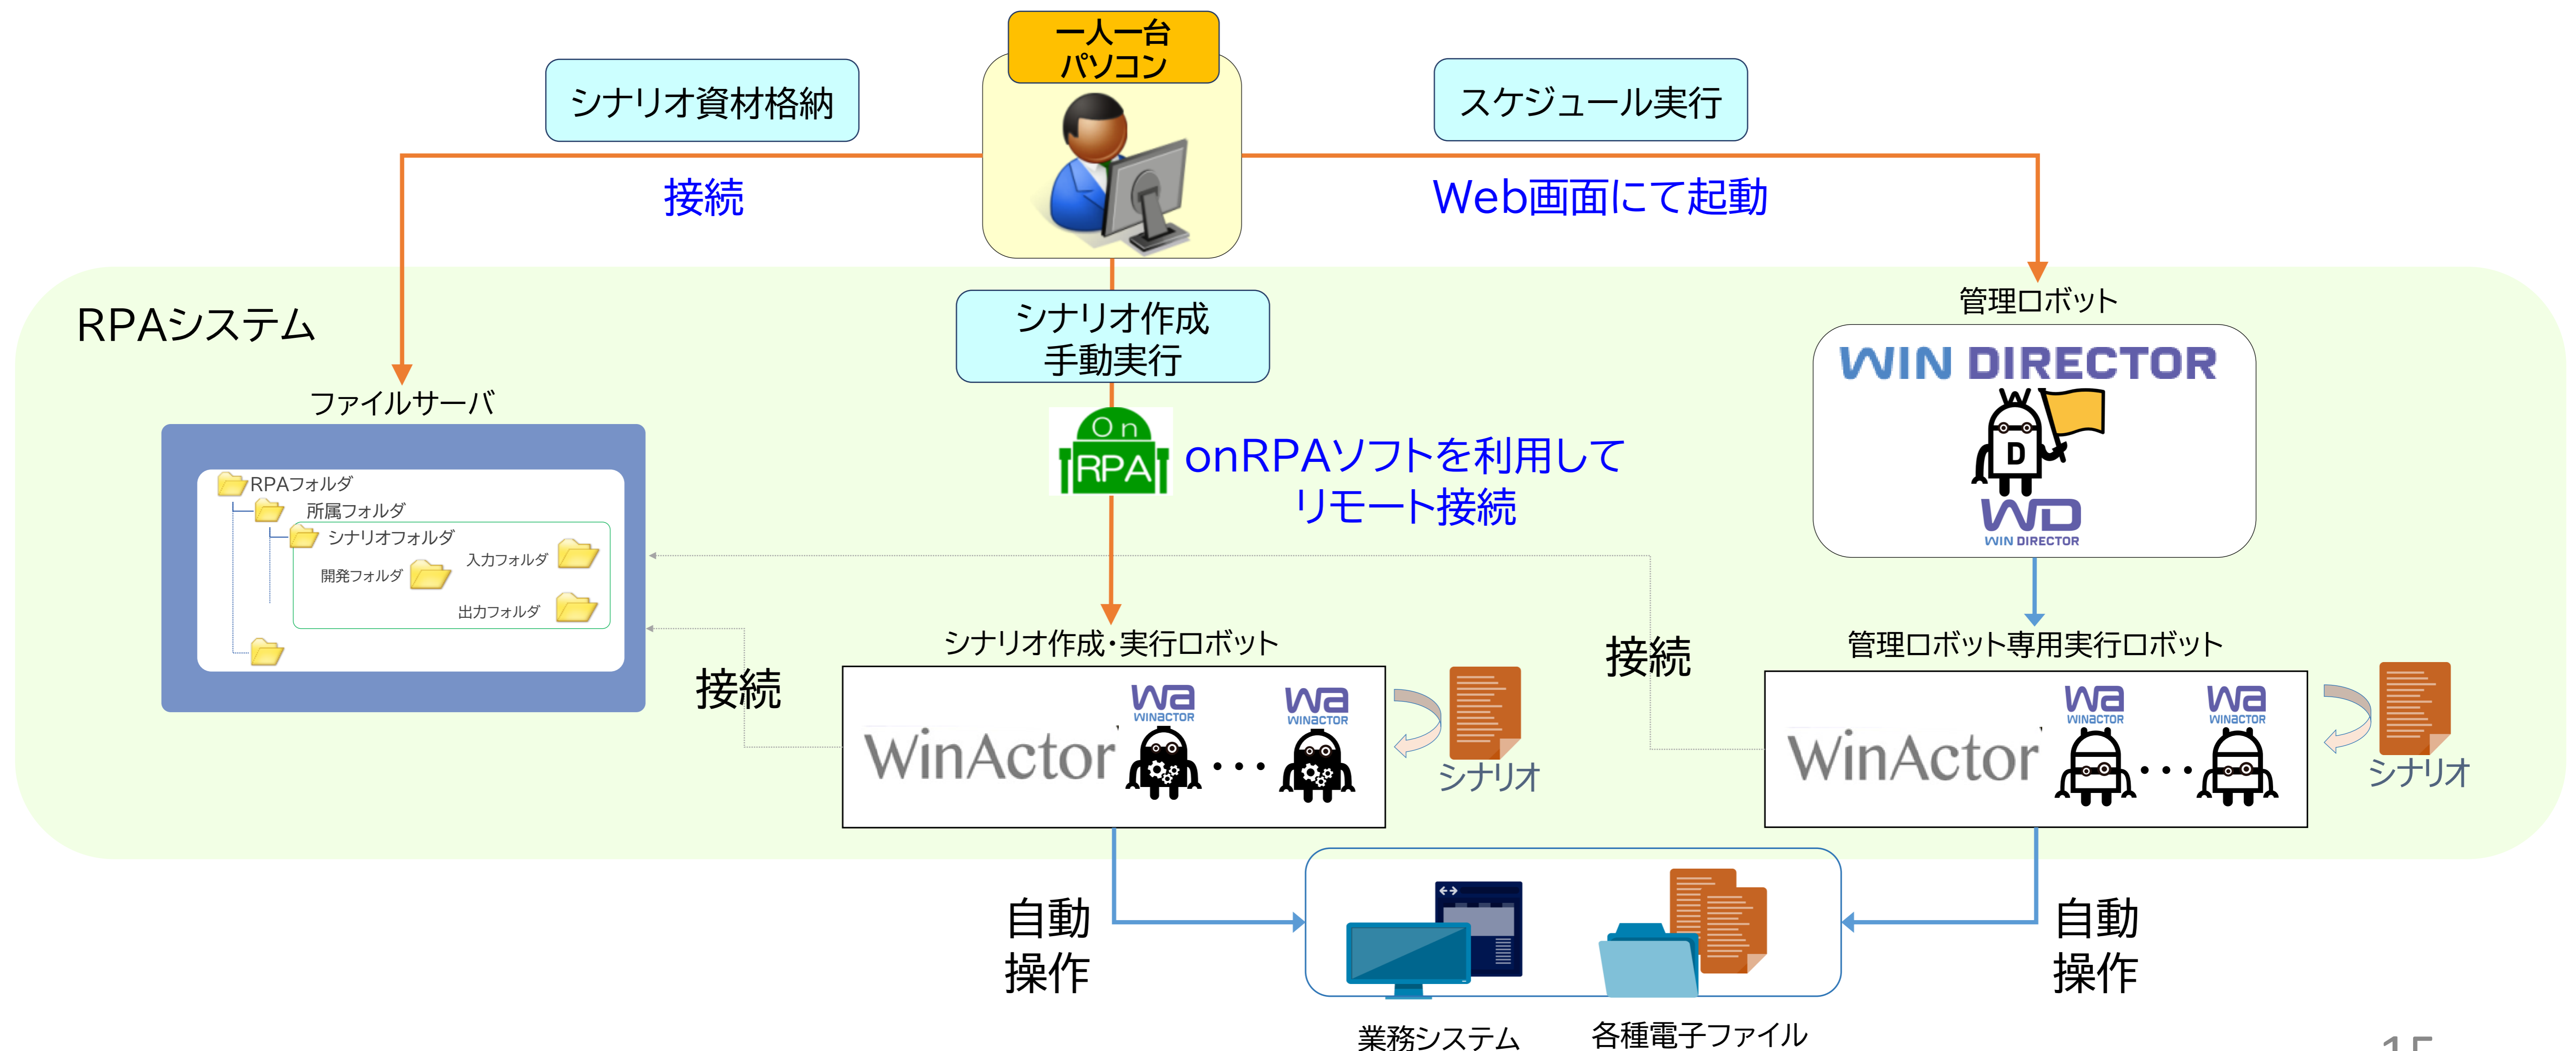 一人一台
パソコン
シナリオ資材格納
スケジュール実行
接続
Web画面にて起動
RPAシステム
シナリオ作成
手動実行
管理ロボット
WIN DIRECTOR
D
WD
WIN DIRECTOR
ファイルサーバ
RPAフォルダ
所属フォルダ
シナリオフォルダ
入力フォルダ
開発フォルダ
出力フォルダ
On
RPA
onRPAソフトを利用して
リモート接続
シナリオ作成・実行ロボット
接続
管理ロボット専用実行ロボット
接続
WinActor
wa
WINACTOR
wa
WINACTOR
・・・
シナリオ
WinActor
wa
WINACTOR
wa
WINACTOR
・・・
シナリオ
自動
操作
自動
操作
業務システム
各種電子ファイル